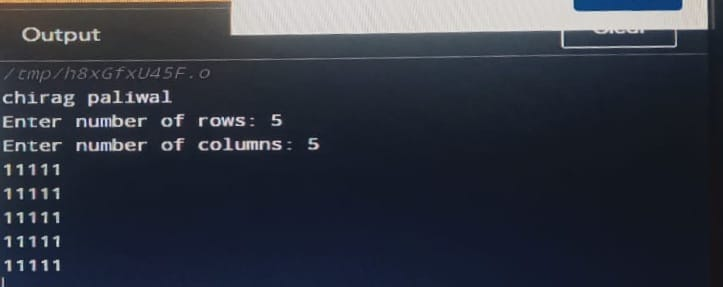 Output
Clear
/tmp/h8xGfxU45F.o
chirag paliwal
Enter number of rows: 5
Enter number of columns: 5
11111
11111
11111
11111
11111